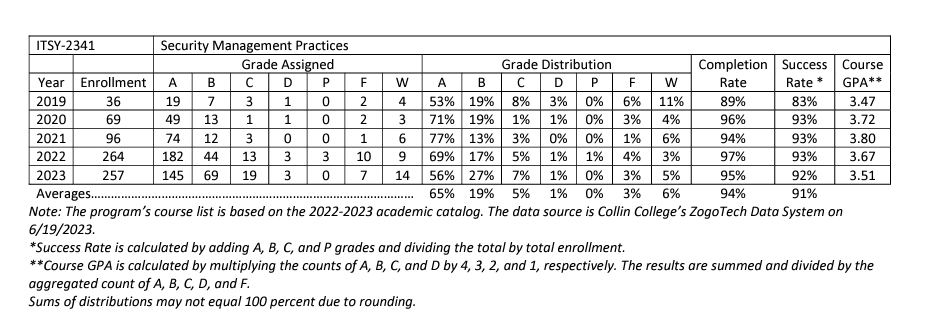 ITSY-2341 Security Management Practices
Grade Assigned Grade Distribution Completion Success Course
Year Enrollment A B C D P F W A B C D P F W Rate Rate * GPA**
2019 36 19 7 3 1 0 2 4 53% 19% 8% 3% 0% 6% 11% 89% 83% 3.47
2020 69 49 13 1 1 0 2 3 71% 19% 1% 1% 0% 3% 4% 96% 93% 3.72
2021 96 74 12 3 0 0 1 6 77% 13% 3% 0% 0% 1% 6% 94% 93% 3.80
2022 264 182 44 13 3 3 10 9 69% 17% 5% 1% 1% 4% 3% 97% 93% 3.67
2023 257 145 69 19 3 0 7 14 56% 27% 7% 1% 0% 3% 5% 95% 92% 3.51
Averages........................................................................................ 65% 19% 5% 1% 0% 3% 6% 94% 91%
Note: The program's course list is based on the 2022-2023 academic catalog. The data source is Collin College's ZogoTech Data System on
6/19/2023.
*Success Rate is calculated by adding A, B, C, and P grades and dividing the total by total enrollment.
**Course GPA is calculated by multiplying the counts of A, B, C, and D by 4, 3, 2, and 1, respectively. The results are summed and divided by the
aggregated count of A, B, C, D, and F.
Sums of distributions may not equal 100 percent due to rounding.